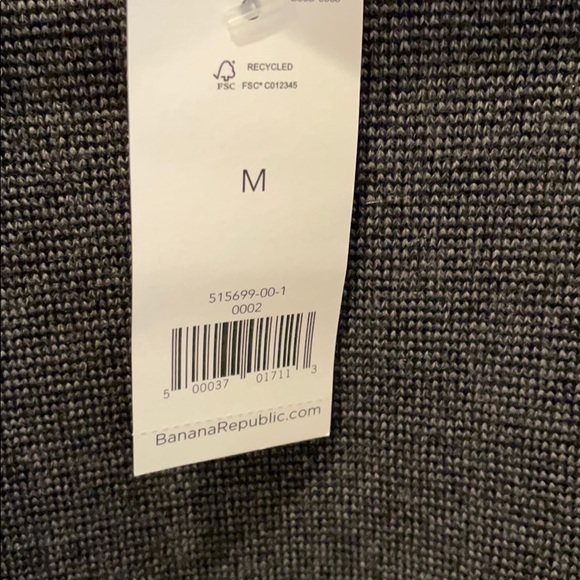 RECYCLED
FSC FSC® C012345
M
515699-00-1
0002
5 00037 01711 3
BananaRepublic.com